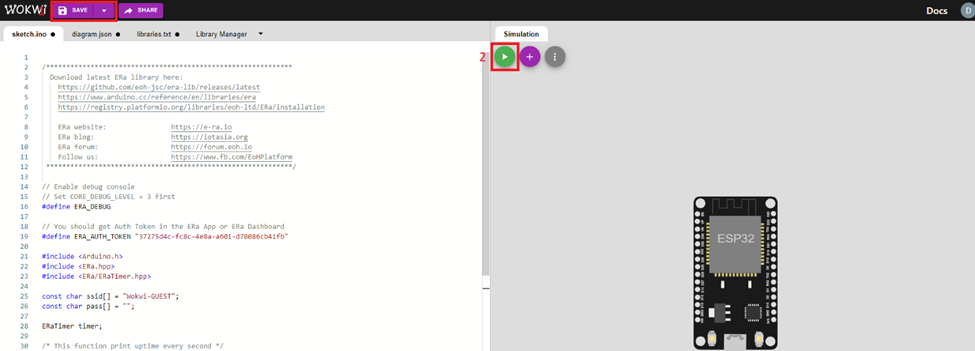 WOKWi
SAVE
SHARE
Docs
D
sketch.ino
diagram.json
libraries.txt
Library Manager
Simulation
2
1
2 /************************************************************
3 Download latest ERa library here:
4 https://github.com/eoh-jsc/era-lib/releases/latest
5 https://www.arduino.cc/reference/en/libraries/era
6 https://registry.platformio.org/libraries/eoh-ltd/ERa/installation
7
8 ERa website: https://e-ra.io
9 ERa blog: https://iotasia.org
10 ERa forum: https://forum.eoh.io
11 Follow us: https://www.fb.com/EoHPlatform
12 ************************************************************/
13
14 // Enable debug console
15 // Set CORE_DEBUG_LEVEL = 3 first
16 #define ERA_DEBUG
17
18 // You should get Auth Token in the ERa App or ERa Dashboard
19 #define ERA_AUTH_TOKEN "37275d4c-fc8c-4e8a-a601-d78086cb41fb"
20
21 #include <Arduino.h>
22 #include <ERa.hpp>
23 #include <ERa/ERaTimer.hpp>
24
25 const char ssid[] = "Wokwi-GUEST";
26 const char pass[] = "";
27
28 ERaTimer timer;
29
30 /* This function print uptime every second */
ESP32